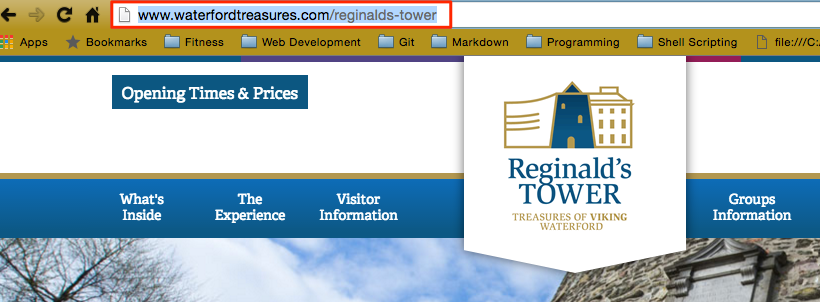 www.waterfordtreasures.com/reginalds-tower
Apps Bookmarks Fitness Web Development Git Markdown Programming Shell Scripting file:///C:/
Opening Times & Prices
Reginald's
TOWER
TREASURES OF VIKING
WATERFORD
What's
Inside
The
Experience
Visitor
Information
Groups
Information